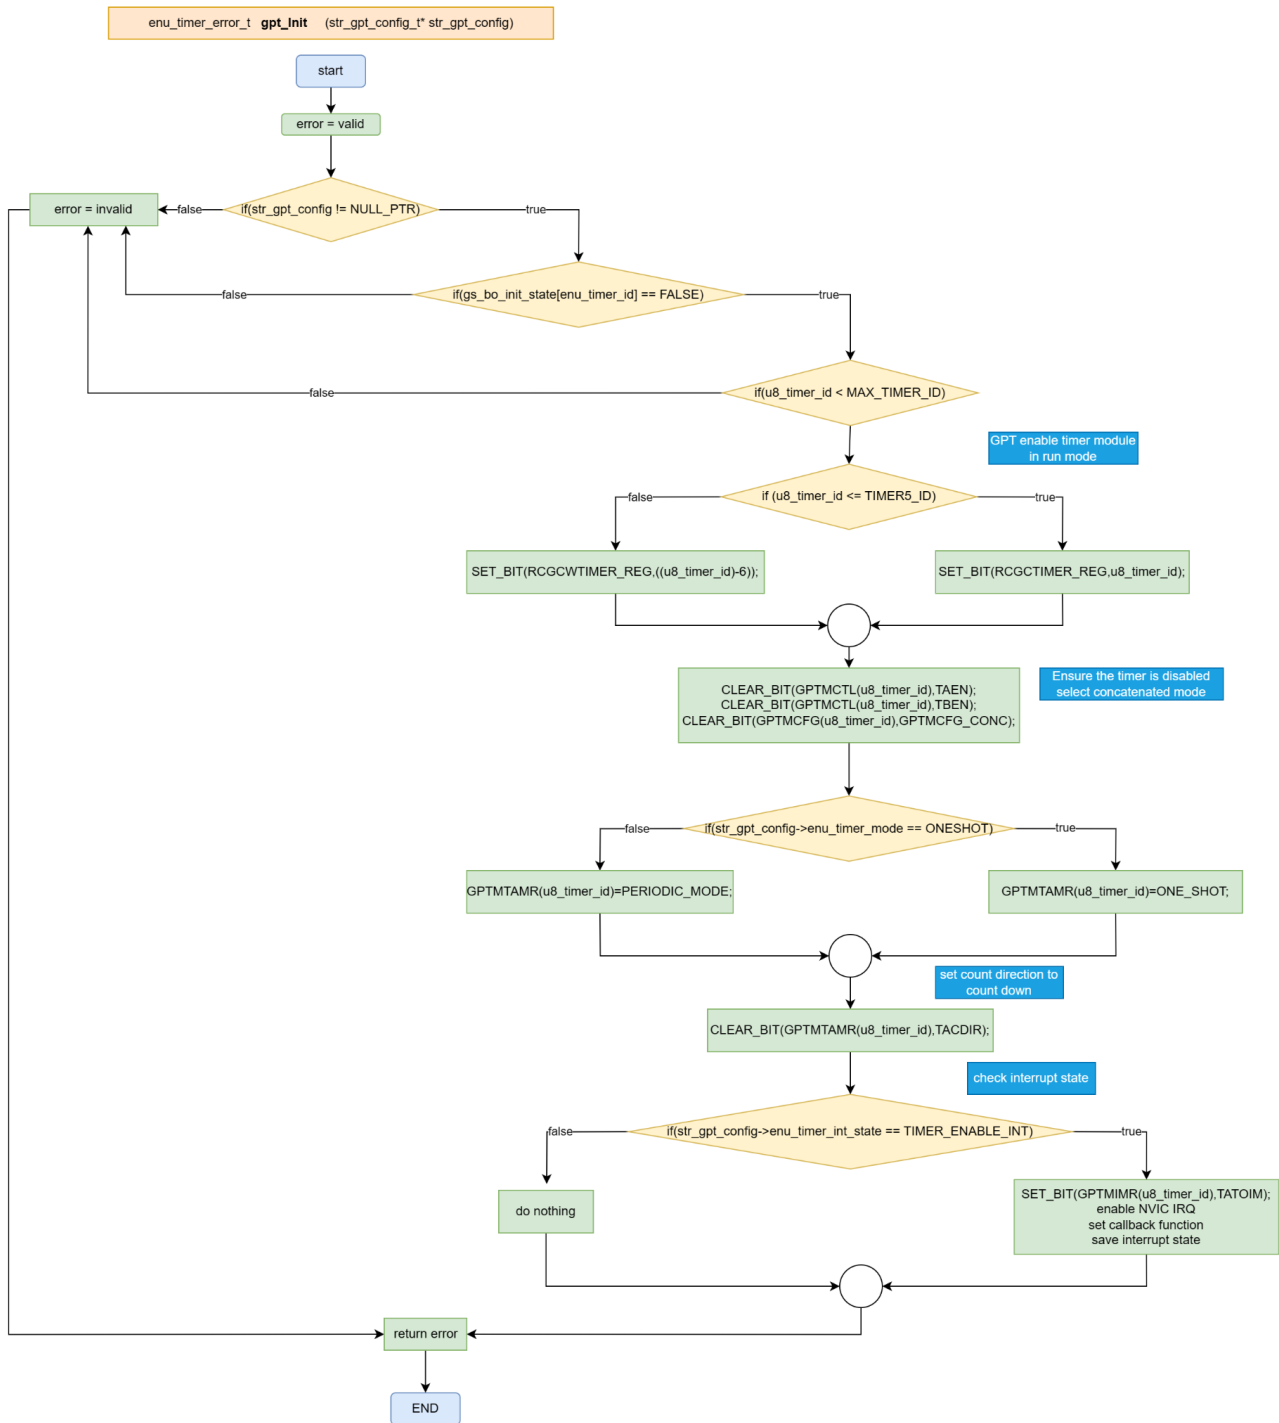 enu_timer_error_t gpt_Init (str_gpt_config_t* str_gpt_config)
start
error = valid
if(str_gpt_config != NULL_PTR)
false
true
error = invalid
if(gs_bo_init_state[enu_timer_id] == FALSE)
false
true
if(u8_timer_id < MAX_TIMER_ID)
false
GPT enable timer module
in run mode
if (u8_timer_id <= TIMER5_ID)
false
true
SET_BIT(RCGCWTIMER_REG,((u8_timer_id)-6));
SET_BIT(RCGCTIMER_REG,u8_timer_id);
Ensure the timer is disabled
select concatenated mode
CLEAR_BIT(GPTMCTL(u8_timer_id),TAEN);
CLEAR_BIT(GPTMCTL(u8_timer_id),TBEN);
CLEAR_BIT(GPTMCFG(u8_timer_id),GPTMCFG_CONC);
if(str_gpt_config->enu_timer_mode == ONESHOT)
false
true
GPTMTAMR(u8_timer_id)=PERIODIC_MODE;
GPTMTAMR(u8_timer_id)=ONE_SHOT;
set count direction to
count down
CLEAR_BIT(GPTMTAMR(u8_timer_id),TACDIR);
check interrupt state
if(str_gpt_config->enu_timer_int_state == TIMER_ENABLE_INT)
false
true
do nothing
SET_BIT(GPTMIMR(u8_timer_id),TATOIM);
enable NVIC IRQ
set callback function
save interrupt state
return error
END